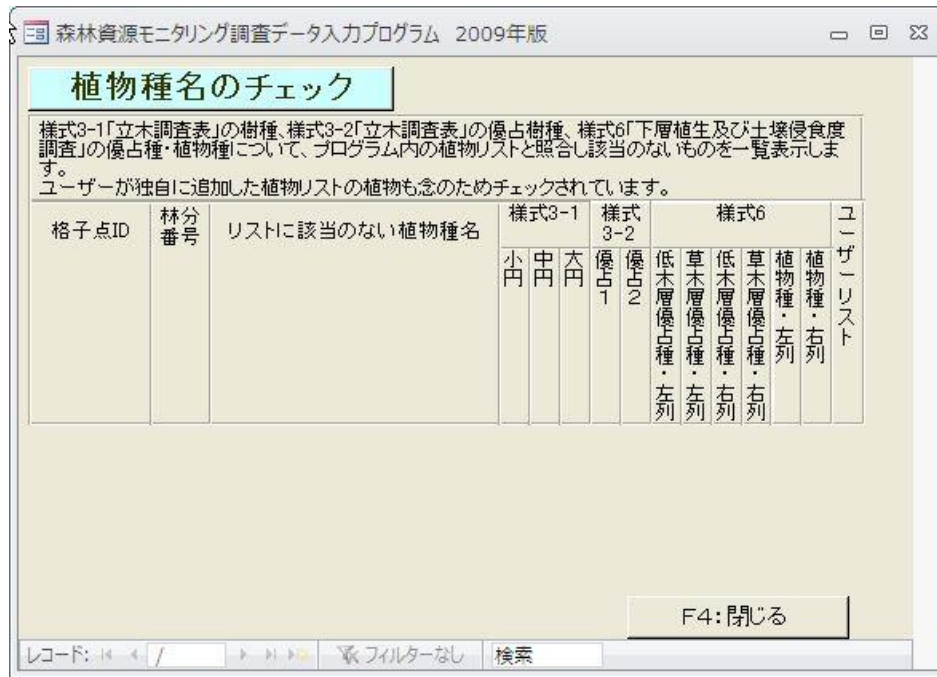 森林資源モニタリング調査データ入力プログラム 2009年版
植物種名のチェック
様式3-1「立木調査表」の樹種、様式3-2「立木調査表」の優占樹種、様式6「下層植生及び土壌侵食度
調査」の優占種・植物種について、プログラム内の植物リストと照合し該当のないものを一覧表示しま
す。
ユーザーが独自に追加した植物リストの植物も念のためチェックされています。
格子点ID
林分
番号
リストに該当のない植物種名
様式3-1
様式
3-2
様式6
ユーザーリスト
小円
中円
大円
優占1
優占2
低木層優占種・左列
草木層優占種・左列
低木層優占種・右列
草木層優占種・右列
植物種・左列
植物種・右列
F4:閉じる
レコード: /
フィルターなし
検索